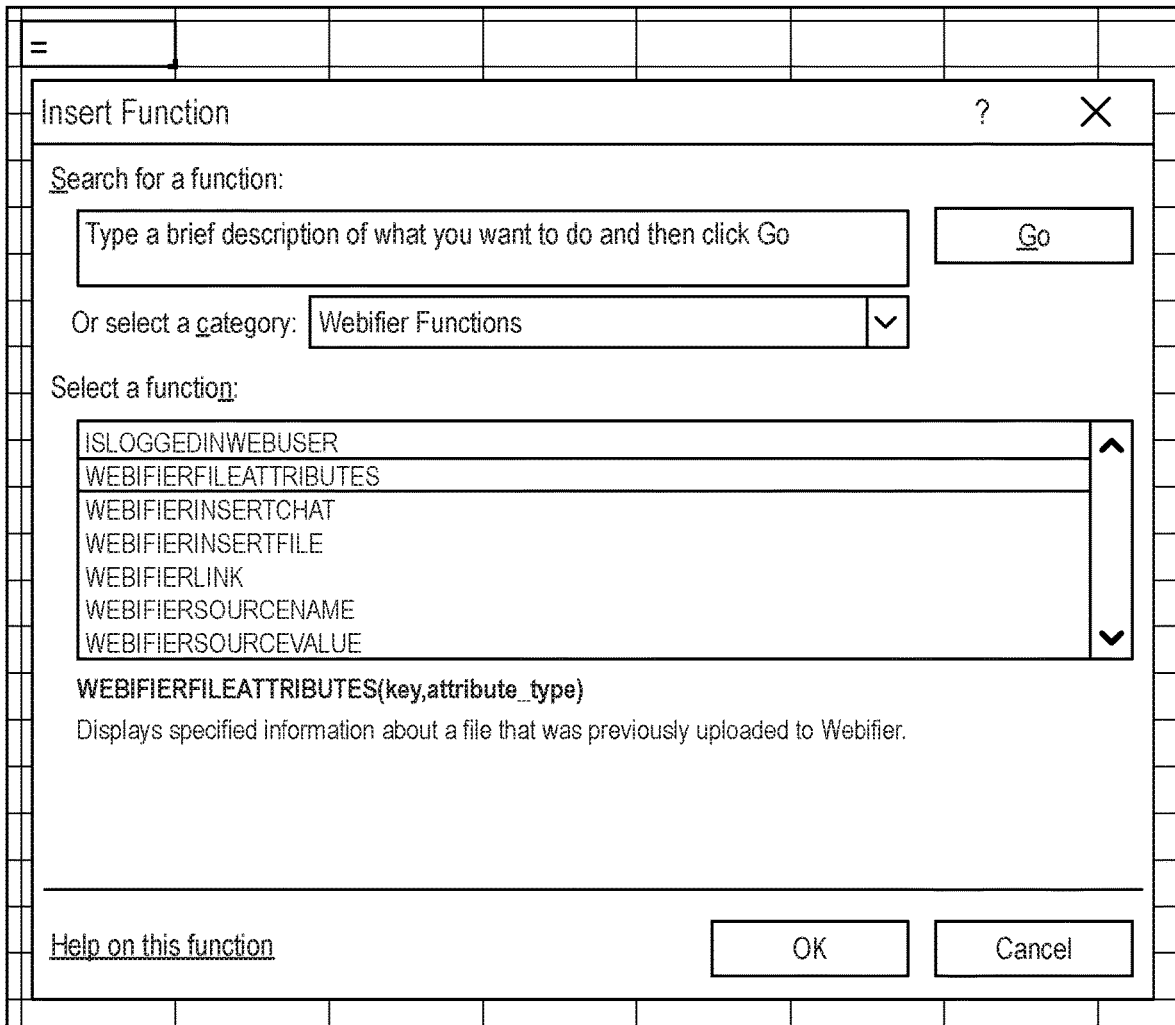 =
Insert Function ?
Search for a function:
Type a brief description of what you want to do and then click Go
Go
Or select a category: Webifier Functions
Select a function:
ISLOGGEDINWEBUSER
WEBIFIERFILEATTRIBUTES
WEBIFIERINSERTCHAT
WEBIFIERINSERTFILE
WEBIFIERLINK
WEBIFIERSOURCENAME
WEBIFIERSOURCEVALUE
WEBIFIERFILEATTRIBUTES(key,attribute_type)
Displays specified information about a file that was previously uploaded to Webifier.
Help on this function OK Cancel